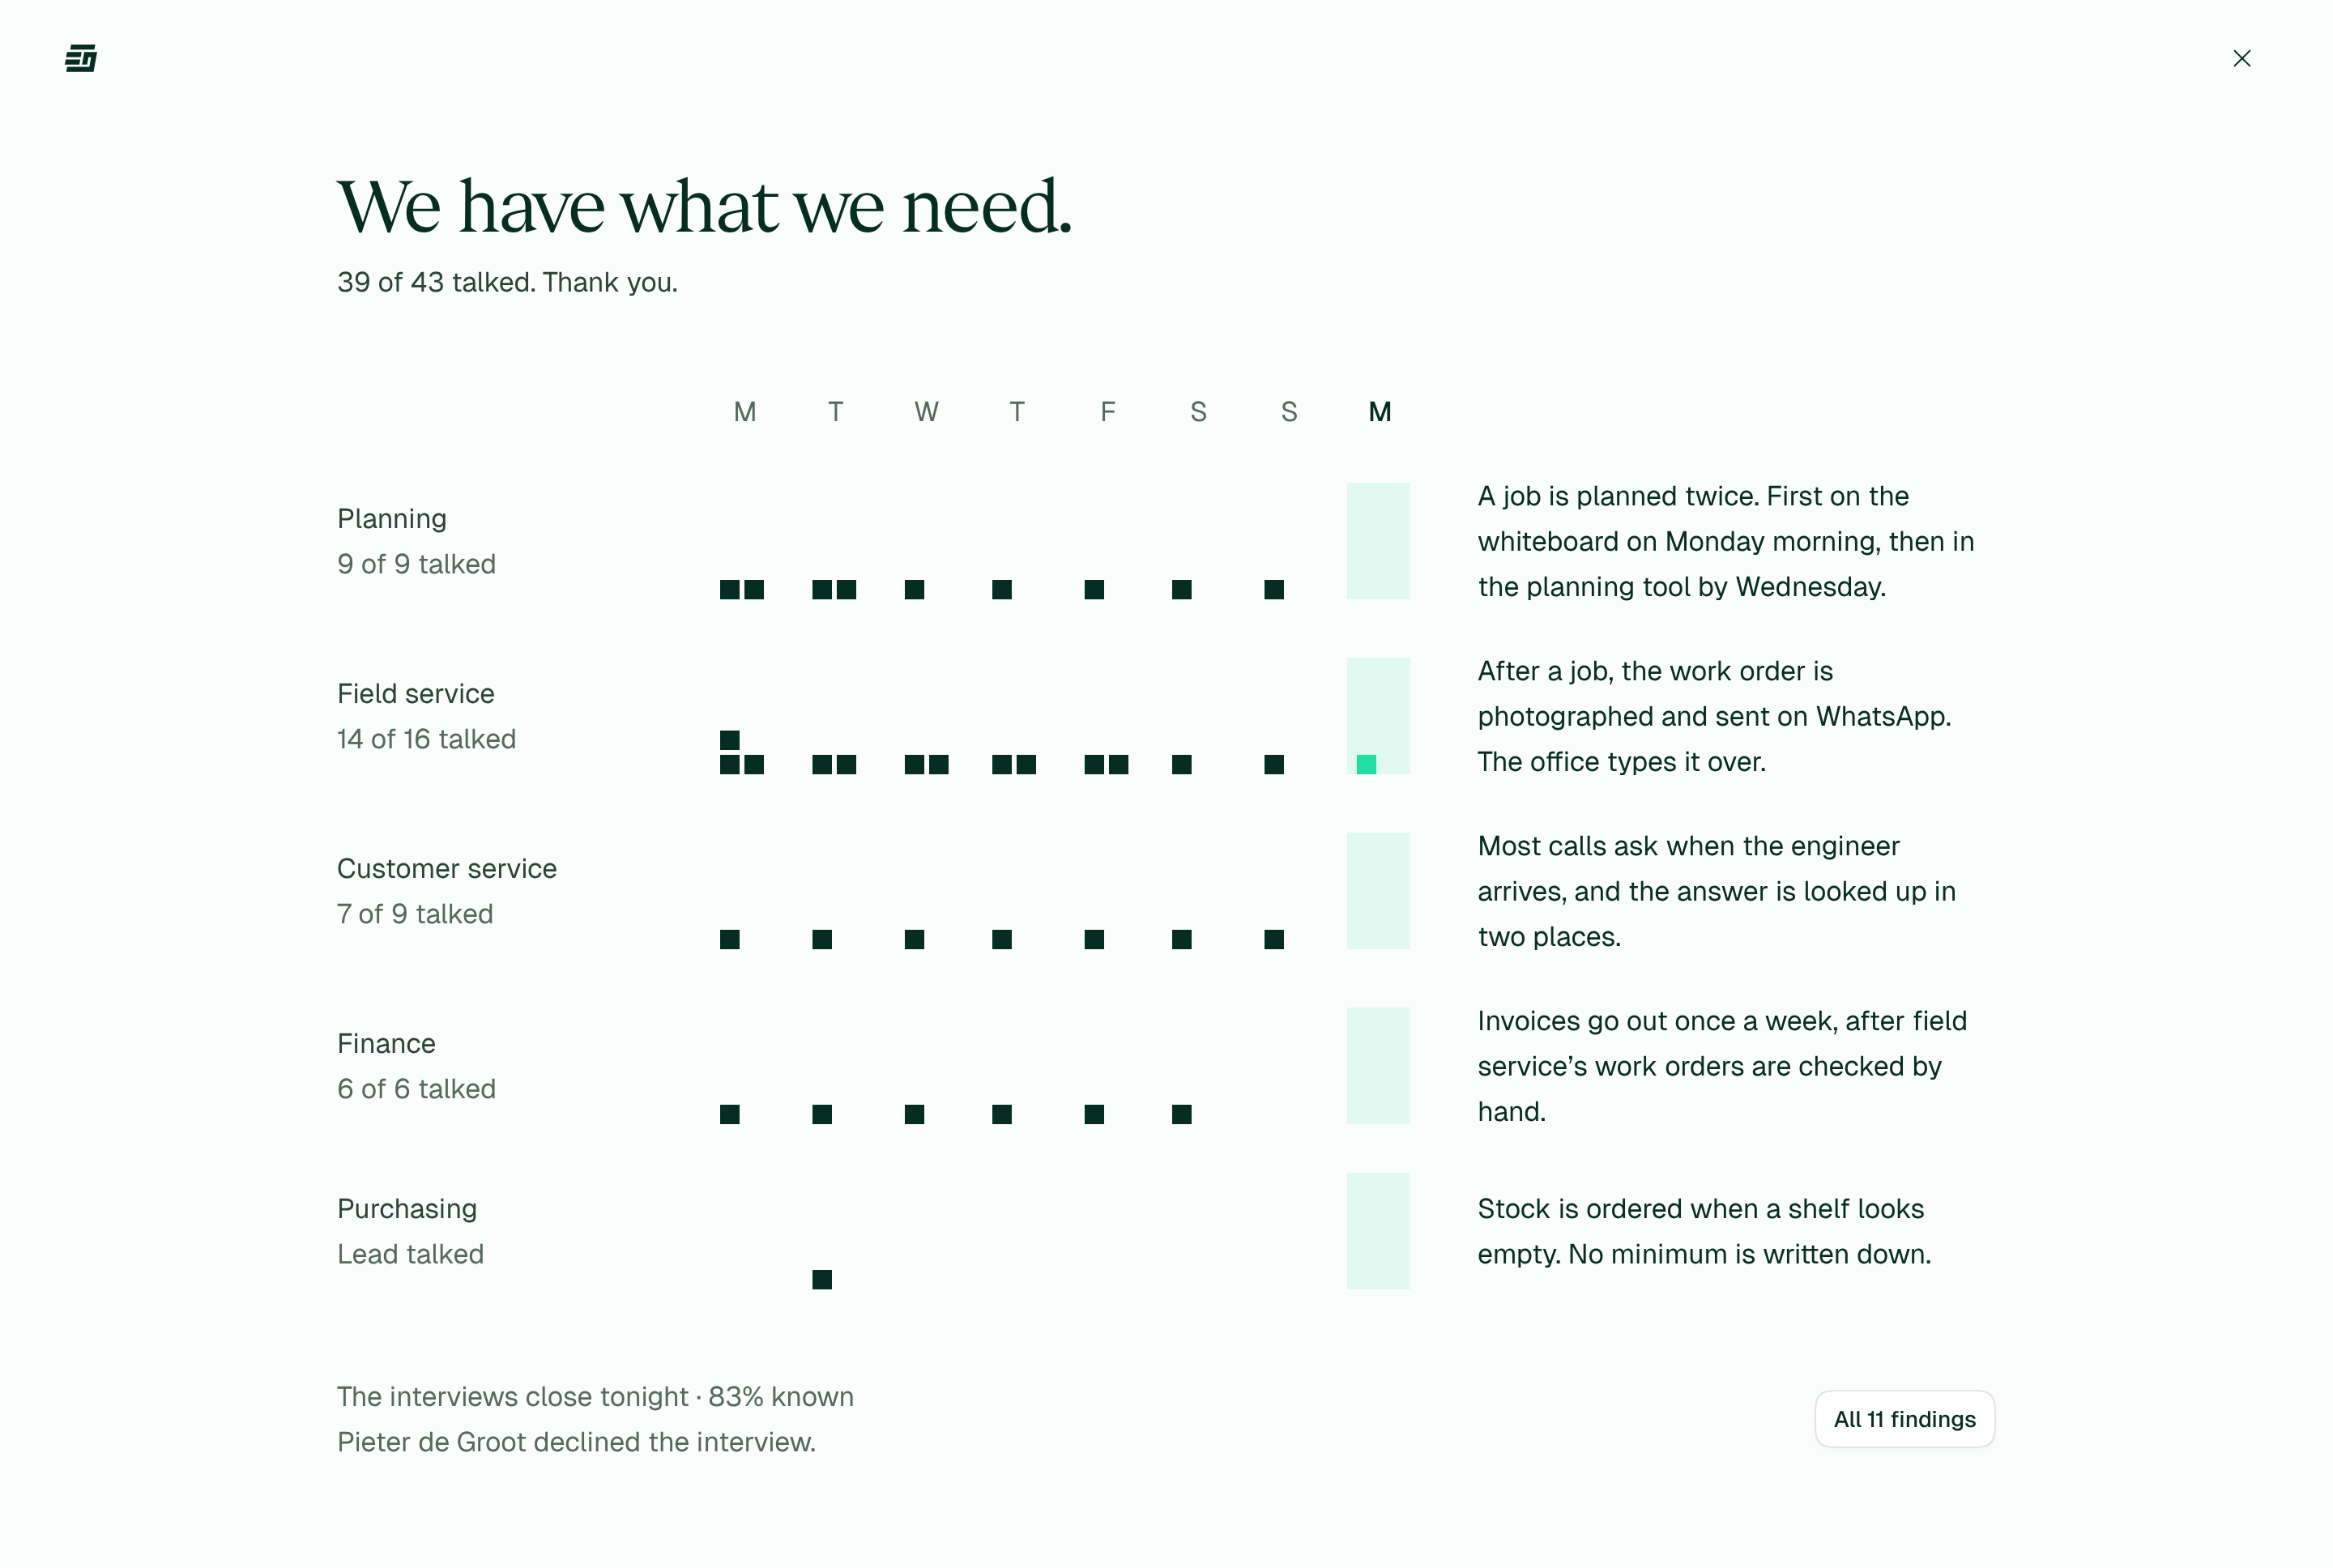 We have what we need.
39 of 43 talked. Thank you.
M T W T F S S M
Planning
9 of 9 talked
A job is planned twice. First on the
whiteboard on Monday morning, then in
the planning tool by Wednesday.
Field service
14 of 16 talked
After a job, the work order is
photographed and sent on WhatsApp.
The office types it over.
Customer service
7 of 9 talked
Most calls ask when the engineer
arrives, and the answer is looked up in
two places.
Finance
6 of 6 talked
Invoices go out once a week, after field
service’s work orders are checked by
hand.
Purchasing
Lead talked
Stock is ordered when a shelf looks
empty. No minimum is written down.
The interviews close tonight · 83% known
Pieter de Groot declined the interview.
All 11 findings